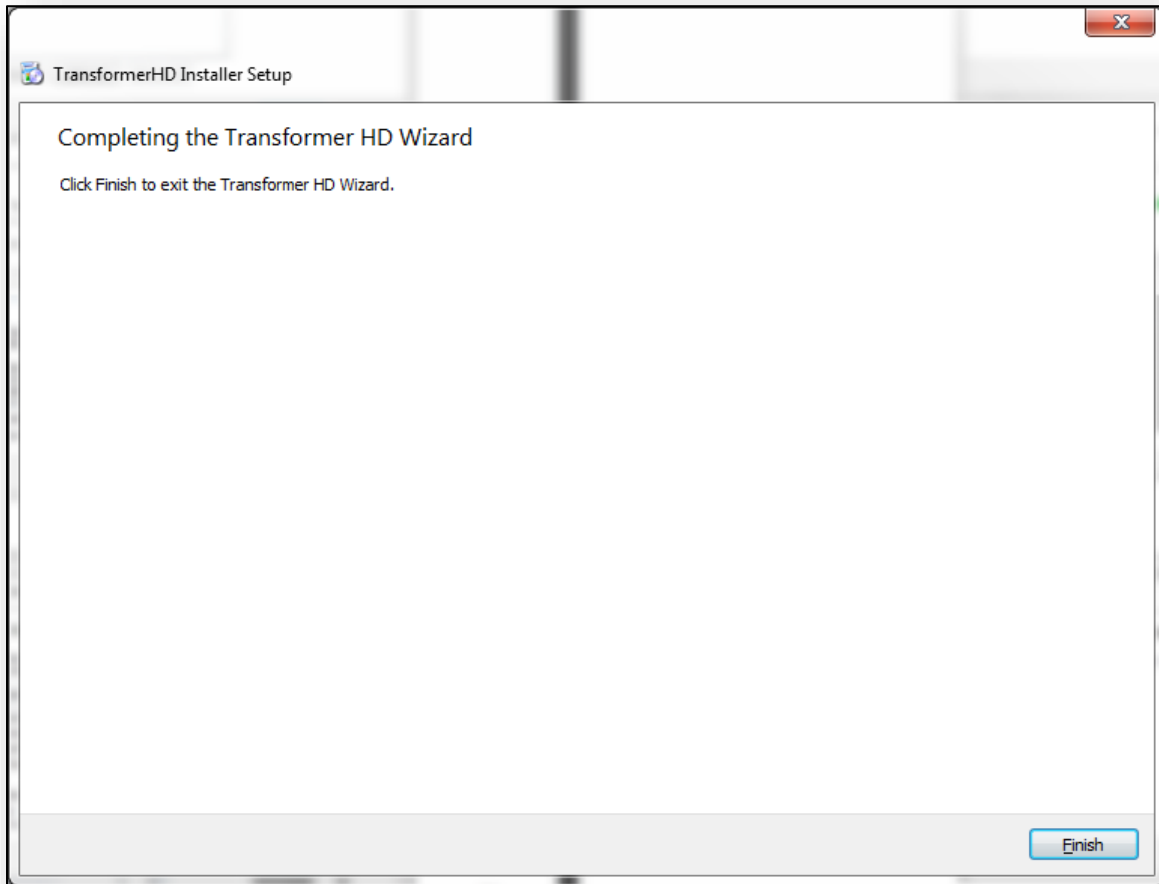 TransformerHD Installer Setup
Completing the Transformer HD Wizard
Click Finish to exit the Transformer HD Wizard.
Finish